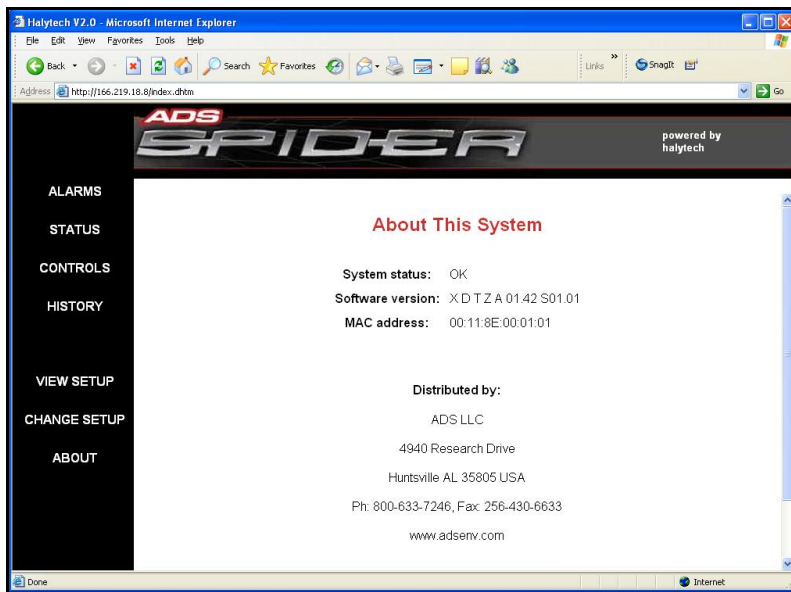 Halytech V2.0 - Microsoft Internet Explorer
File Edit View Favorites Tools Help
Back Search Favorites Links » SnagIt
Address http://166.219.18.8/index.dhtm Go
ADS
SPIDER
powered by
halytech
ALARMS
STATUS
CONTROLS
HISTORY
VIEW SETUP
CHANGE SETUP
ABOUT
About This System
System status: OK
Software version: X D T Z A 01.42 S01.01
MAC address: 00:11:8E:00:01:01
Distributed by:
ADS LLC
4940 Research Drive
Huntsville AL 35805 USA
Ph: 800-633-7246, Fax: 256-430-6633
www.adsenv.com
Done Internet